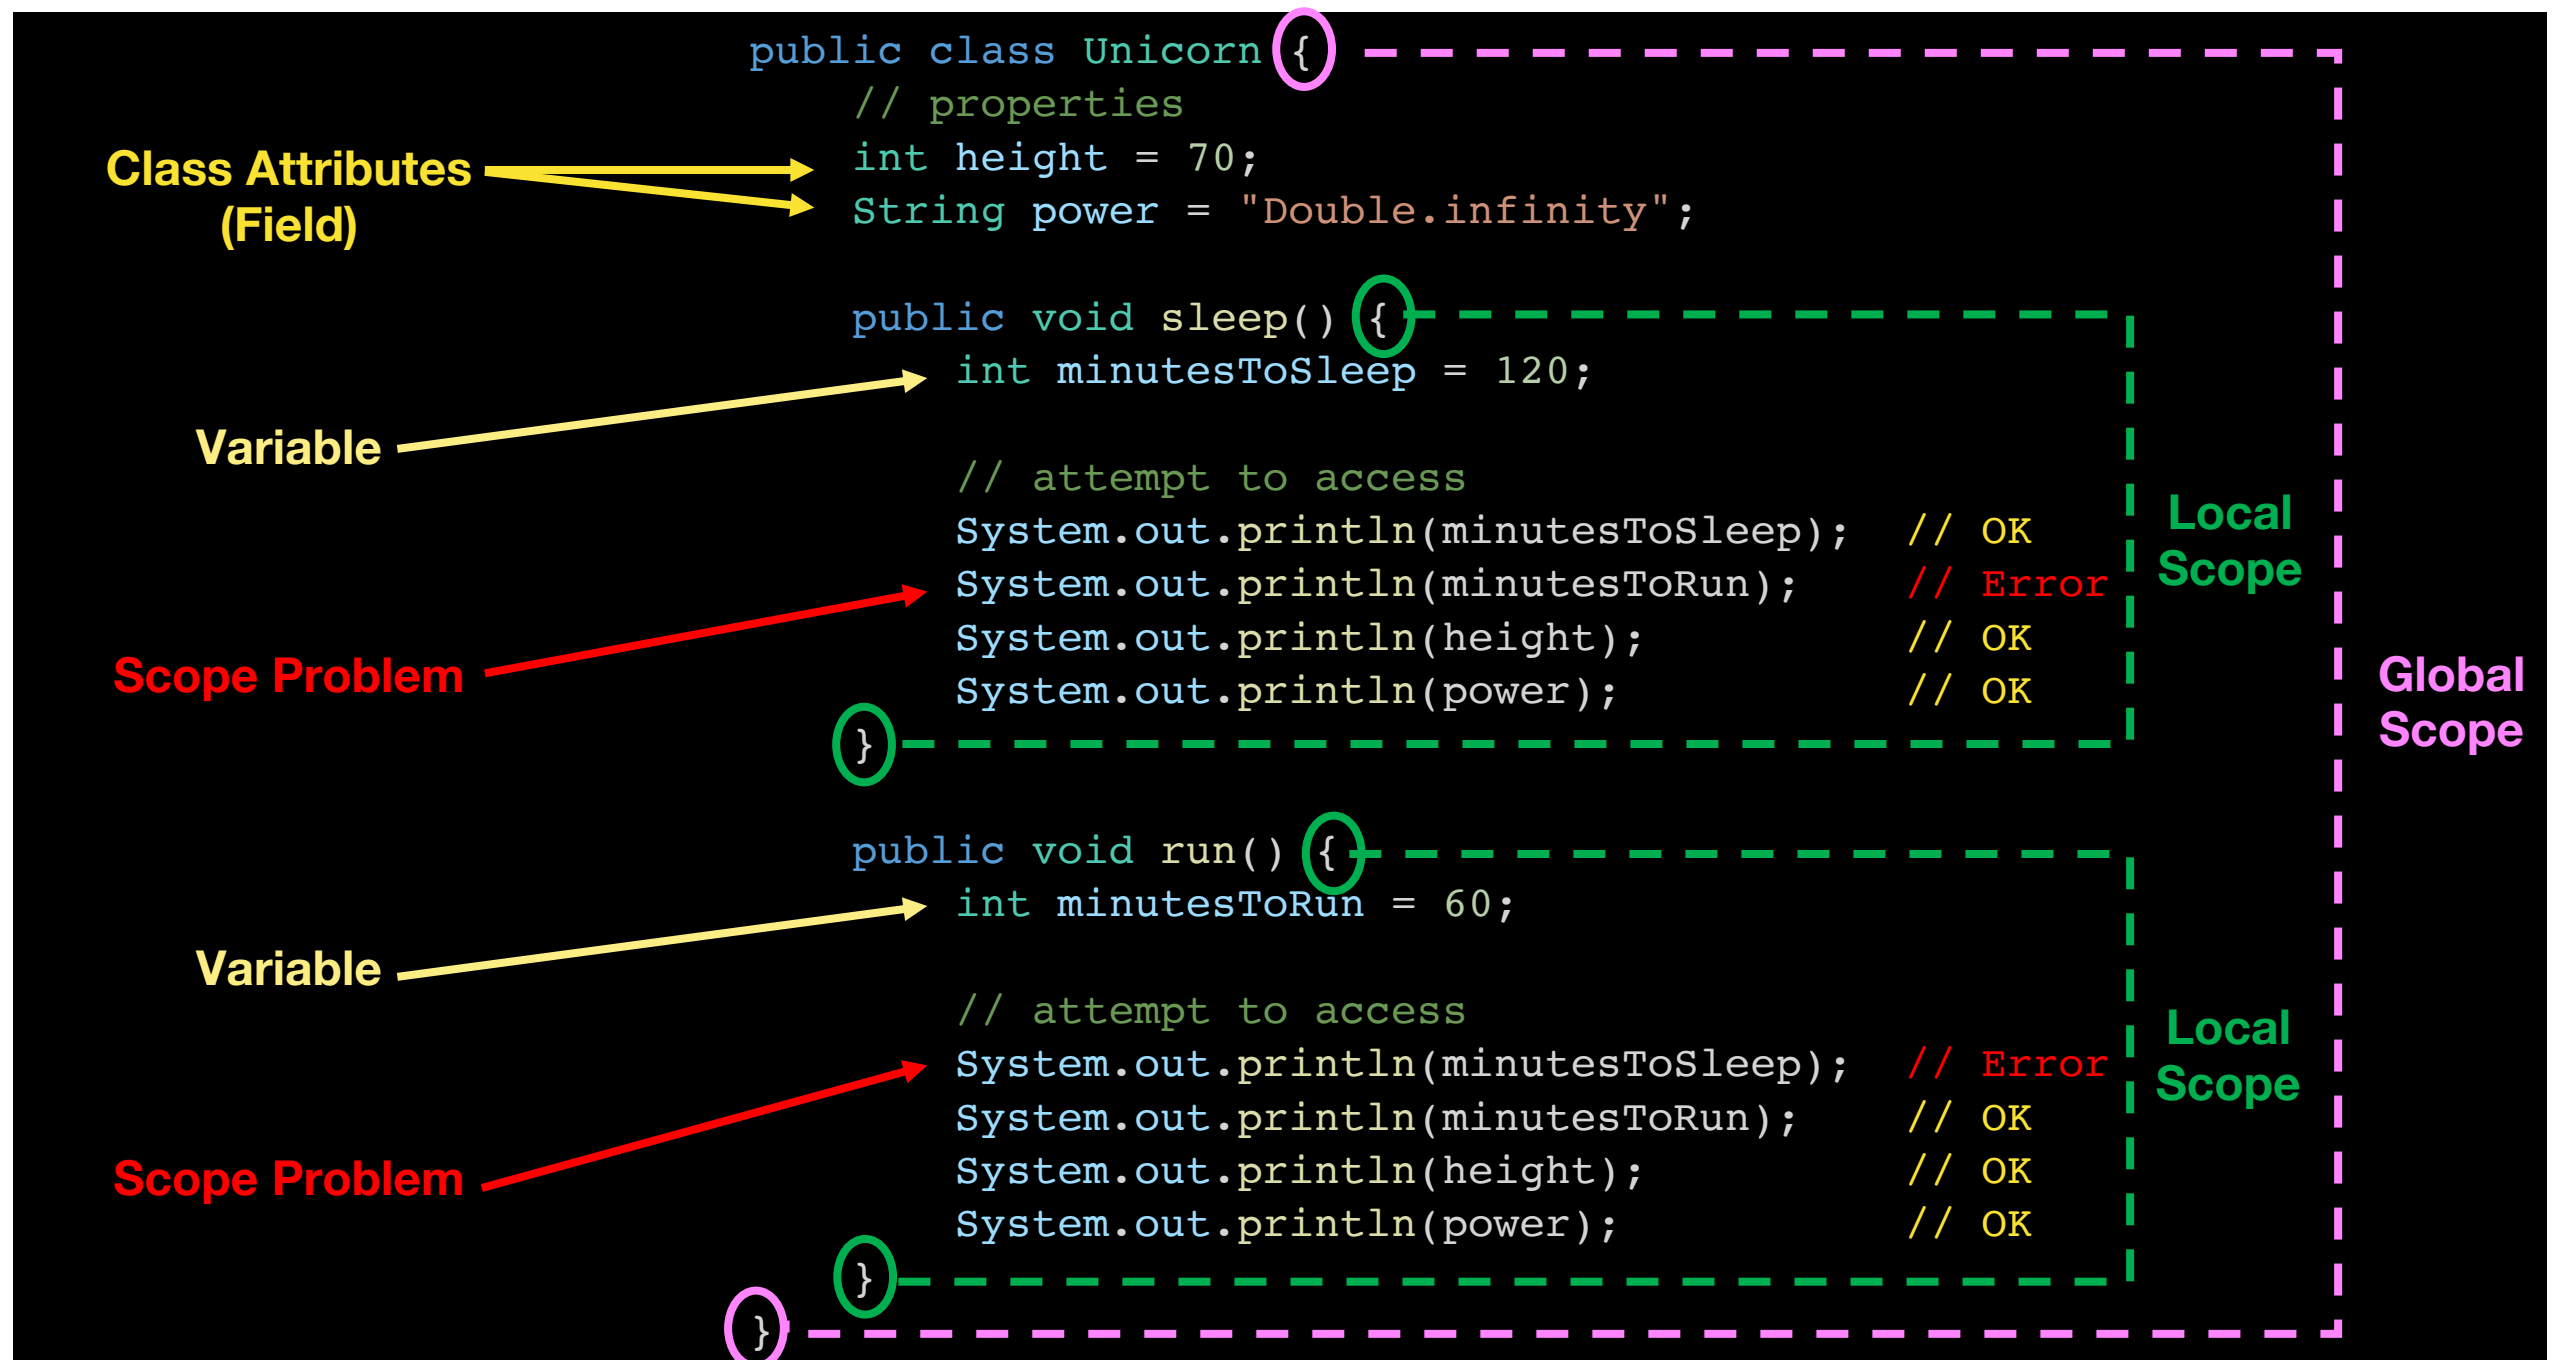 public class Unicorn {
// properties
Class Attributes
(Field)
int height = 70;
String power = "Double.infinity";
public void sleep() {
Variable
int minutesToSleep = 120;
// attempt to access
System.out.println(minutesToSleep); // OK
Scope Problem
System.out.println(minutesToRun); // Error
System.out.println(height); // OK
System.out.println(power); // OK
}
Local
Scope
Global
Scope
public void run() {
Variable
int minutesToRun = 60;
// attempt to access
Scope Problem
System.out.println(minutesToSleep); // Error
System.out.println(minutesToRun); // OK
System.out.println(height); // OK
System.out.println(power); // OK
}
Local
Scope
}